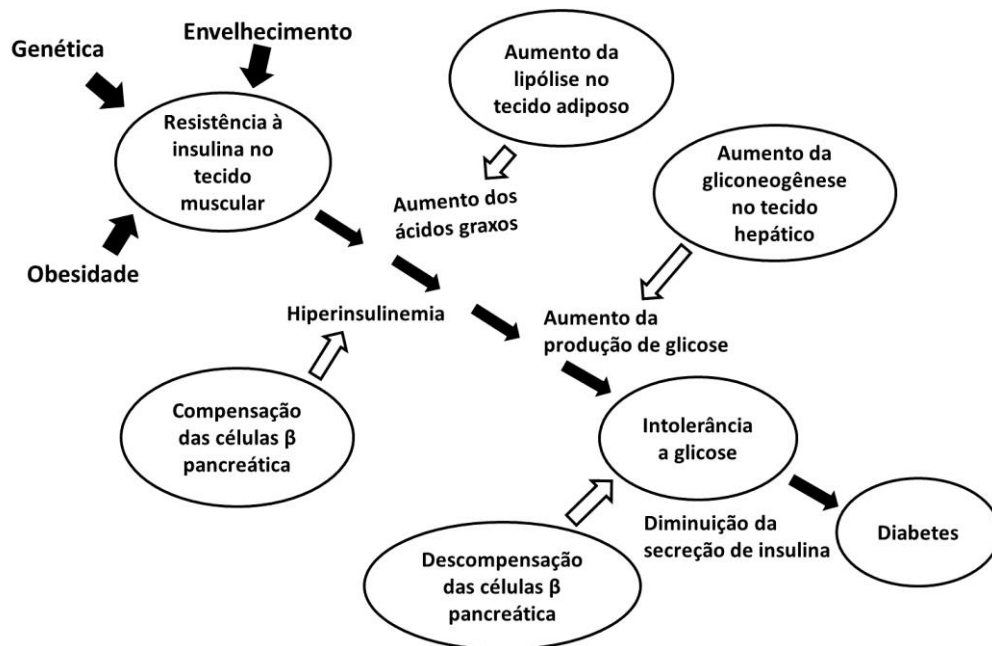 Genética
Envelhecimento
Resistência à
insulina no
tecido
muscular
Obesidade
Aumento da
lipólise no
tecido adiposo
Aumento dos
ácidos graxos
Aumento da
gliconeogênese
no tecido
hepático
Hiperinsulinemia
Aumento da
produção de glicose
Compensação
das células β
pancreática
Intolerância
a glicose
Descompensação
das células β
pancreática
Diminuição da
secreção de insulina
Diabetes